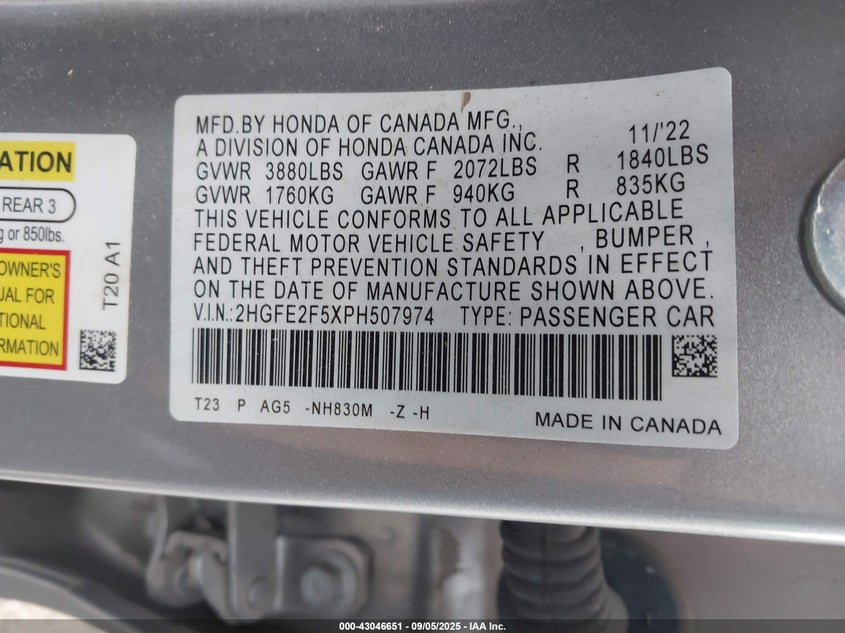 ATION
REAR 3
g or 850lbs.
OWNER'S
UAL FOR
TIONAL
ORMATION
T20 A1
MFD.BY HONDA OF CANADA MFG.,
A DIVISION OF HONDA CANADA INC. 11/'22
GVWR 3880LBS GAWR F 2072LBS R 1840LBS
GVWR 1760KG GAWR F 940KG R 835KG
THIS VEHICLE CONFORMS TO ALL APPLICABLE
FEDERAL MOTOR VEHICLE SAFETY , BUMPER ,
AND THEFT PREVENTION STANDARDS IN EFFECT
ON THE DATE OF MANUFACTURE SHOWN ABOVE.
V.I.N.:2HGFE2F5XPH507974 TYPE: PASSENGER CAR
T23 P AG5 -NH830M -Z -H
MADE IN CANADA
000-43046651 - 09/05/2025 - IAA Inc.